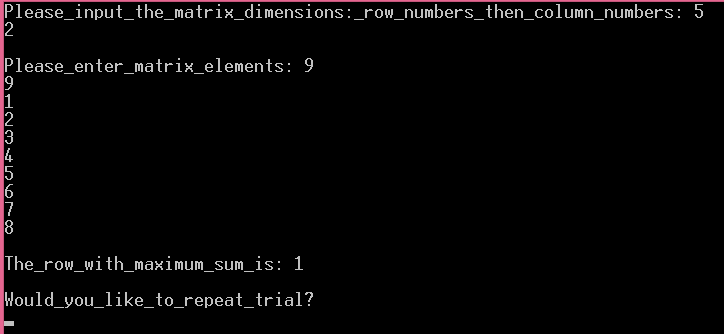 Please_input_the_matrix_dimensions:_row_numbers_then_column_numbers: 5
2
Please_enter_matrix_elements: 9
9
1
2
3
4
5
6
7
8
The_row_with_maximum_sum_is: 1
Would_you_like_to_repeat_trial?